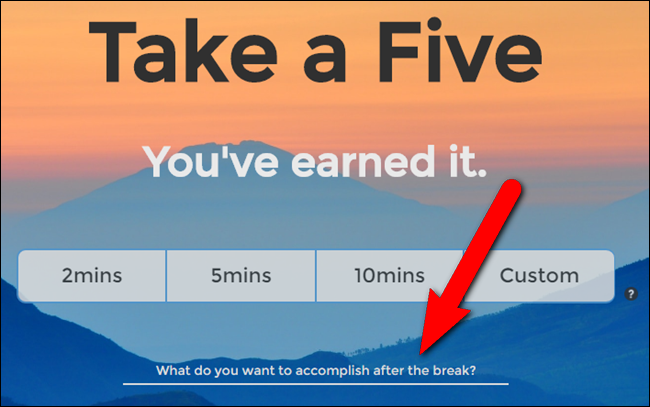 Take a Five
You've earned it.
2mins 5mins 10mins Custom
?
What do you want to accomplish after the break?